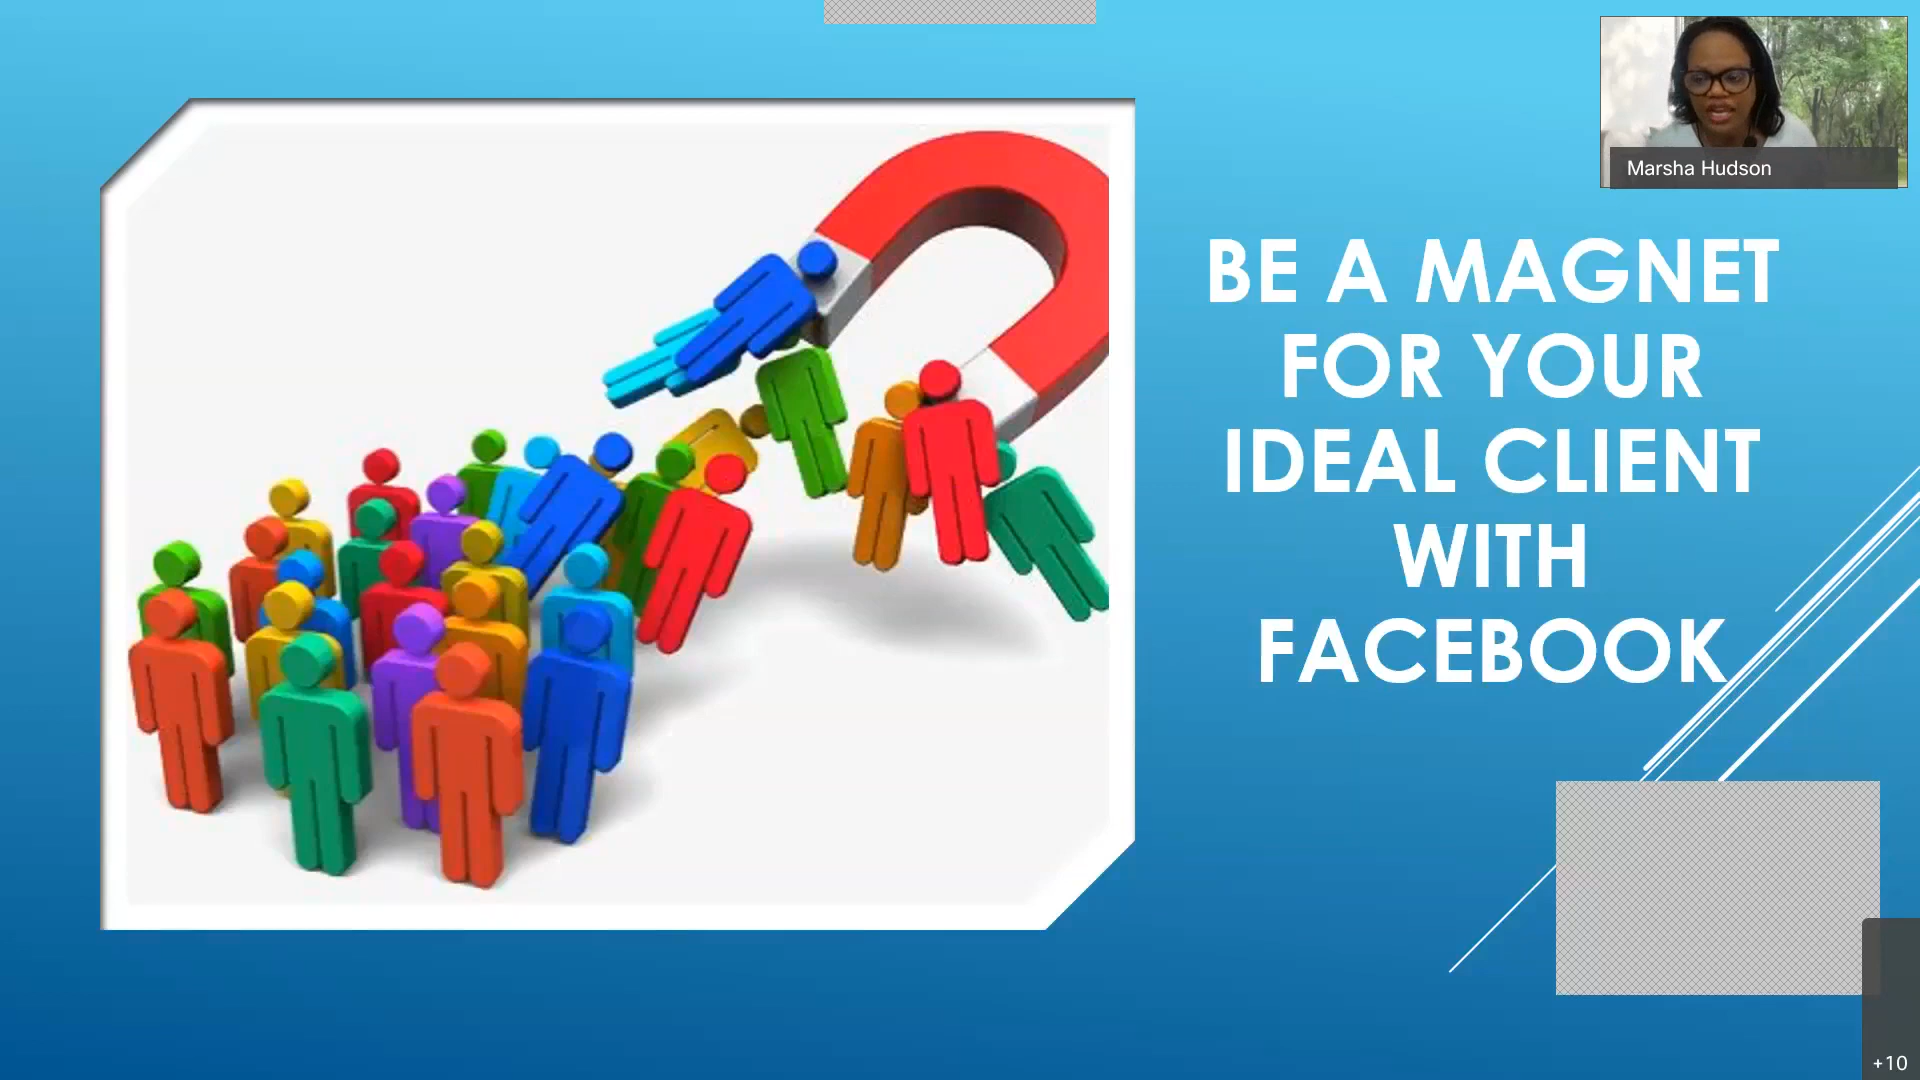 Marsha Hudson
BE A MAGNET
FOR YOUR
IDEAL CLIENT
WITH
FACEBOOK
+10